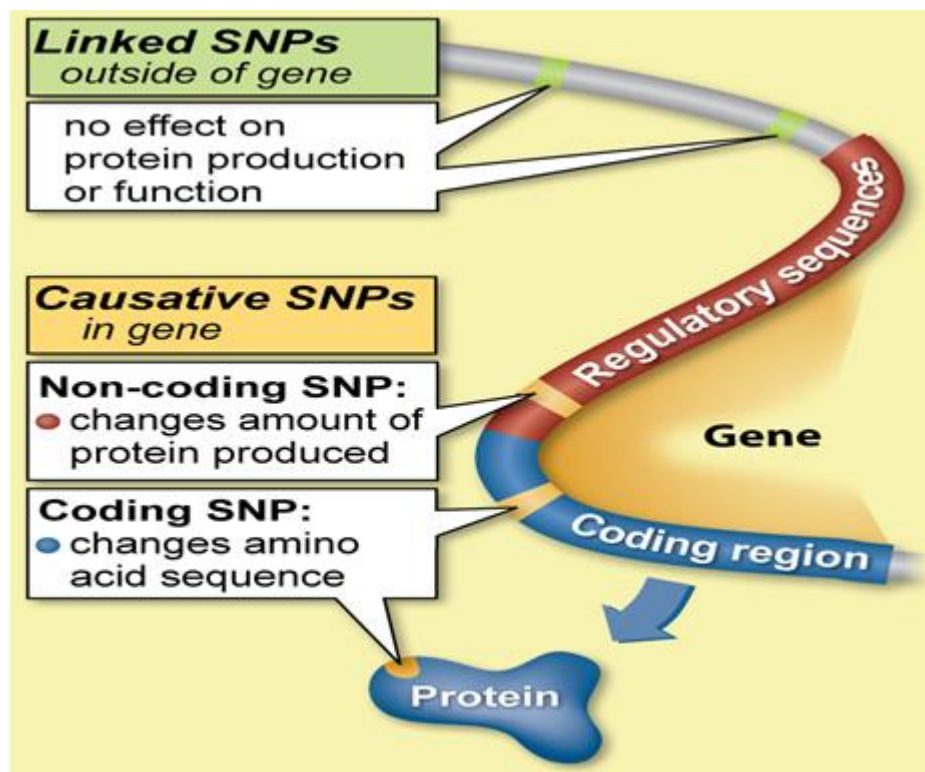 Linked SNPs
outside of gene
no effect on
protein production
or function
Regulatory sequences
Causative SNPs
in gene
Non-coding SNP:
changes amount of
protein produced
Gene
Coding SNP:
changes amino
acid sequence
Coding region
Protein